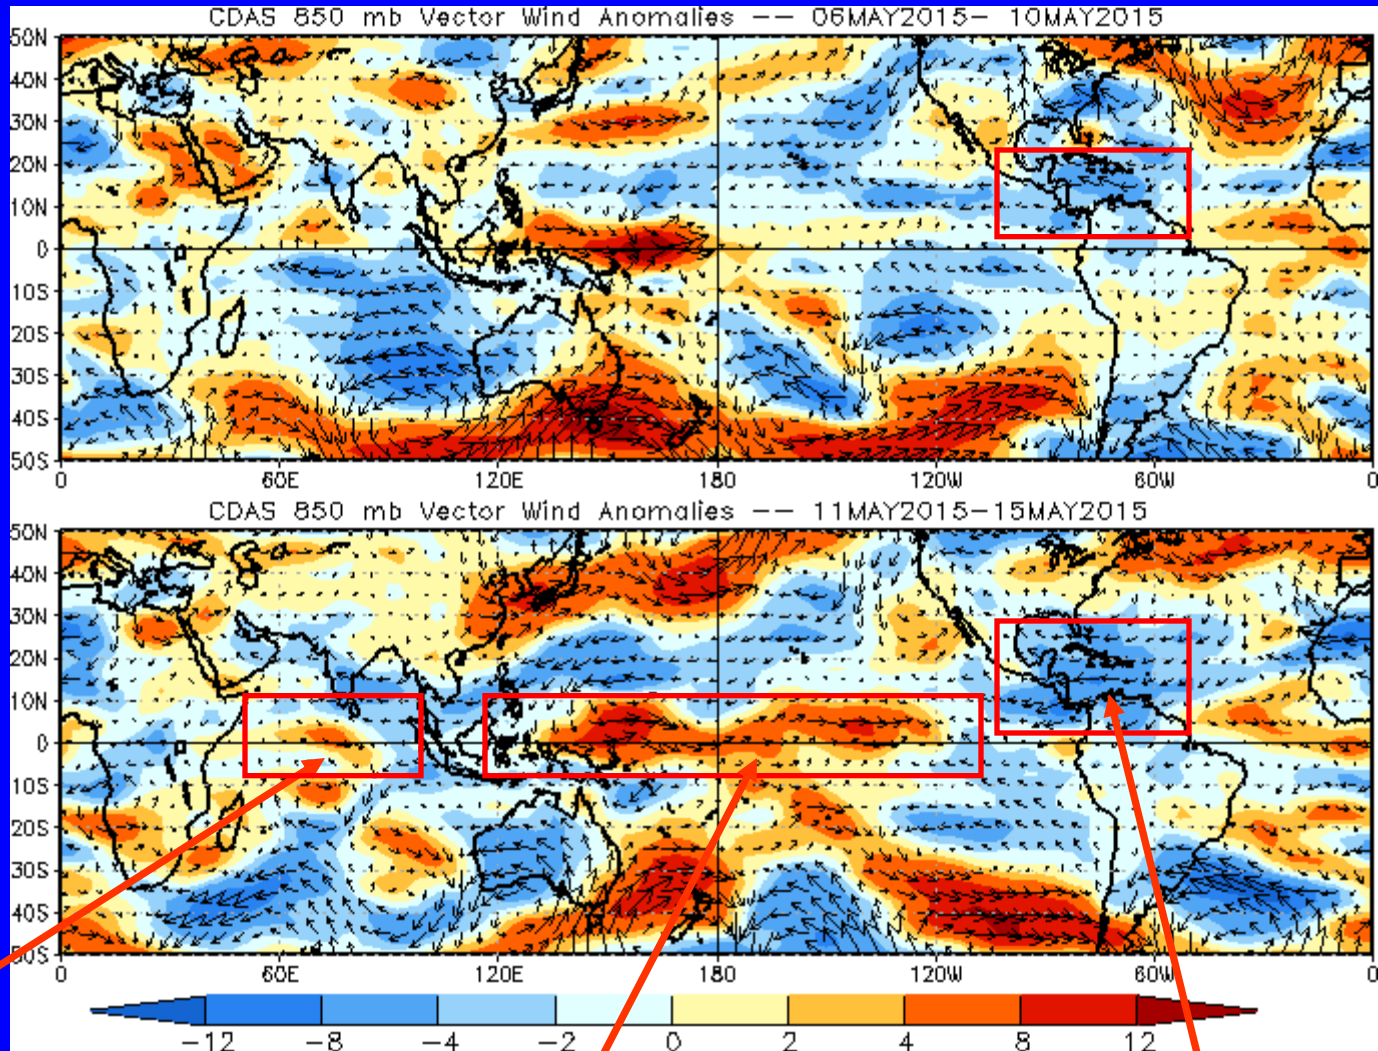 CDAS 850 mb Vector Wind Anomalies -- 06MAY2015- 10MAY2015
50N
40N
30N
20N
10N
0
10S
20S
30S
40S
50S
0 60E 120E 180 120W 60W 0
CDAS 850 mb Vector Wind Anomalies -- 11MAY2015-15MAY2015
50N
40N
30N
20N
10N
0
10S
20S
30S
40S
50S
0 60E 120E 180 120W 60W 0
-12 -8 -4 -2 0 2 4 8 12